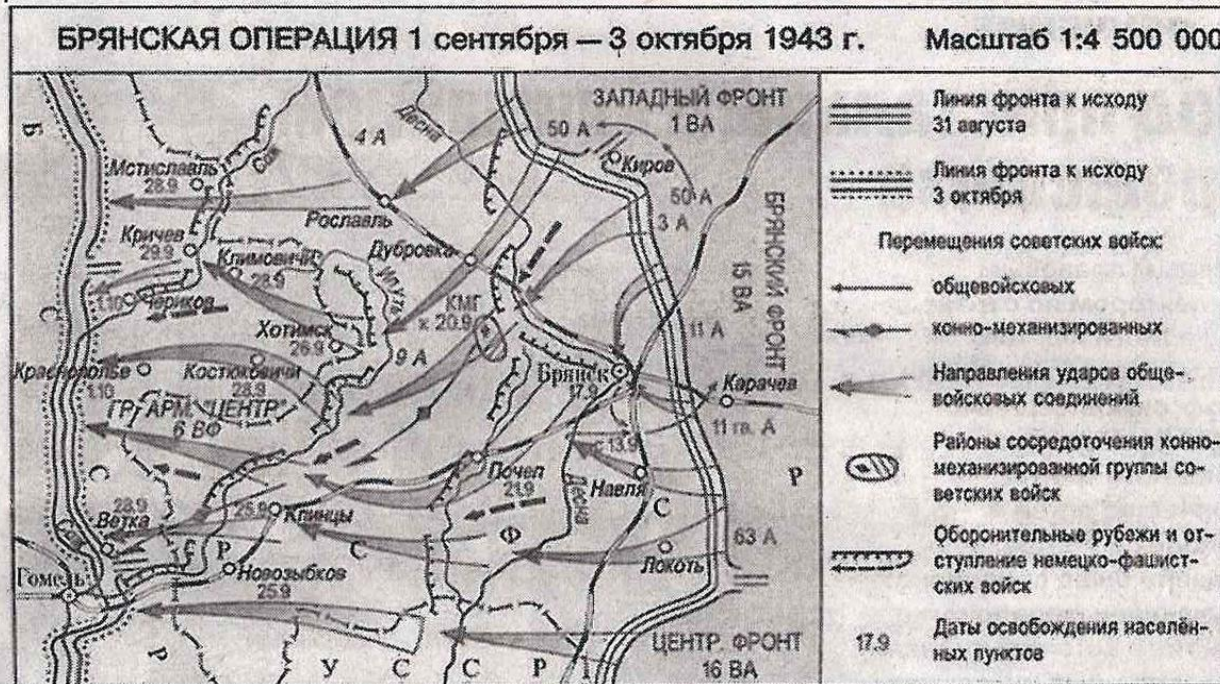 БРЯНСКАЯ ОПЕРАЦИЯ 1 сентября — 3 октября 1943 г.
Масштаб 1:4 500 000
ЗАПАДНЫЙ ФРОНТ
1 ВА
50 А
Киров
50 А
3 А
БРЯНСКИЙ ФРОНТ
15 ВА
4 А
Десна
Сож
Мстиславль
28.9
Рославль
Кричев
29.9
Климовичи
28.9
Дубровка
Ипуть
1.10
Чериков
КМГ
к 20.9
Хотимск
26.9
9 А
11 А
Краснополье
1.10
Костюковичи
28.9
Брянск
17.9
Карачев
ГР. АРМ. "ЦЕНТР"
6 ВФ
11 гв. А
13.9
Почеп
21.9
Навля
Десна
28.9
Ветка
25.9
Клинцы
Гомель
Новозыбков
25.9
63 А
Локоть
ЦЕНТР. ФРОНТ
16 ВА
Б
С
С
Р
Р
С
Ф
С
Р
У
С
С
Р
Линия фронта к исходу
31 августа
Линия фронта к исходу
3 октября
Перемещения советских войск:
общевойсковых
конно-механизированных
Направления ударов обще-
войсковых соединений
Районы сосредоточения конно-
механизированной группы со-
ветских войск
Оборонительные рубежи и от-
ступление немецко-фашист-
ских войск
17.9
Даты освобождения населён-
ных пунктов